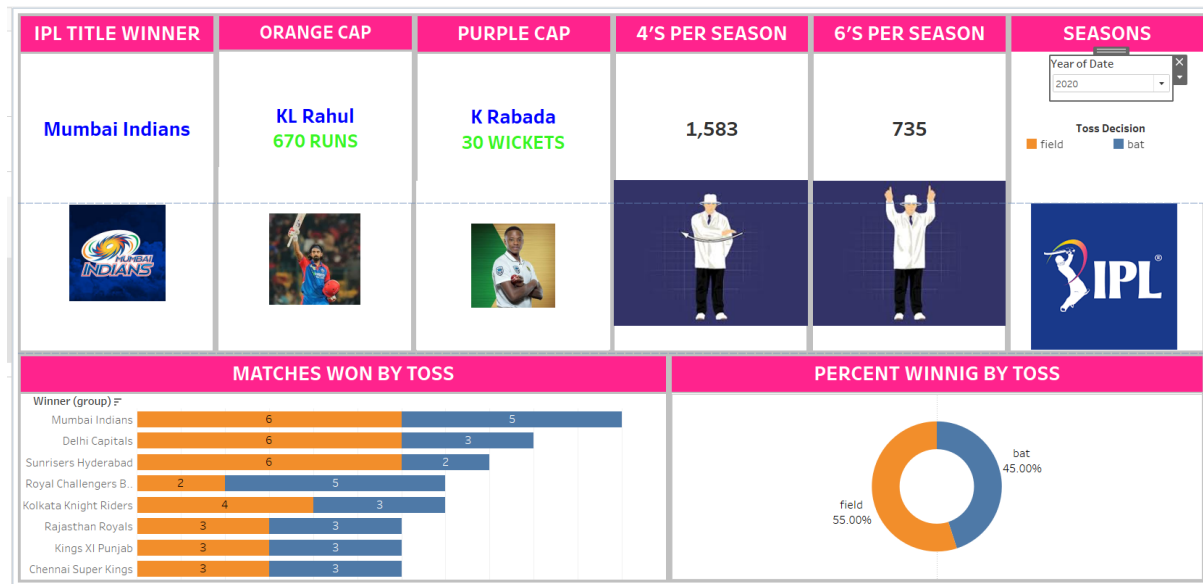 IPL TITLE WINNER
ORANGE CAP
PURPLE CAP
4'S PER SEASON
6'S PER SEASON
SEASONS
Year of Date
2020
Mumbai Indians
KL Rahul
670 RUNS
K Rabada
30 WICKETS
1,583
735
Toss Decision
field
bat
MUMBAI
INDIANS
IPL
®
MATCHES WON BY TOSS
PERCENT WINNIG BY TOSS
Winner (group)
Mumbai Indians 6 5
Delhi Capitals 6 3
Sunrisers Hyderabad 6 2
Royal Challengers B.. 2 5
Kolkata Knight Riders 4 3
Rajasthan Royals 3 3
Kings XI Punjab 3 3
Chennai Super Kings 3 3
bat
45.00%
field
55.00%